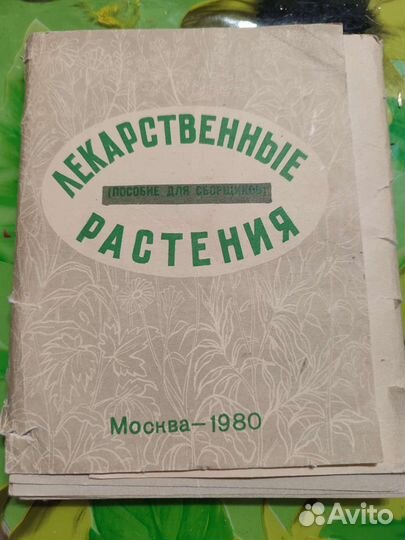 ЛЕКАРСТВЕННЫЕ
(ПОСОБИЕ ДЛЯ СБОРЩИКОВ)
РАСТЕНИЯ
Москва—1980
Avito